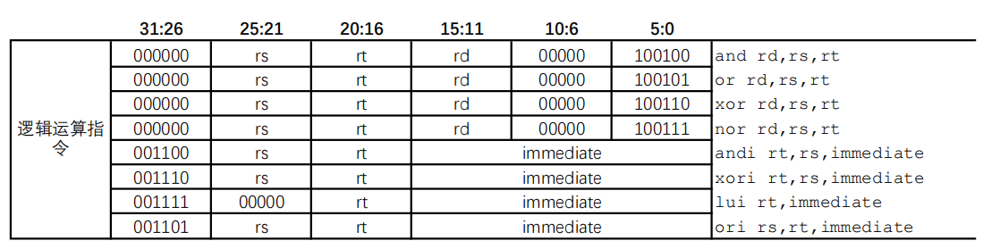 31:26 25:21 20:16 15:11 10:6 5:0
逻辑运算指令
000000 rs rt rd 00000 100100 and rd,rs,rt
000000 rs rt rd 00000 100101 or rd,rs,rt
000000 rs rt rd 00000 100110 xor rd,rs,rt
000000 rs rt rd 00000 100111 nor rd,rs,rt
001100 rs rt immediate andi rt,rs,immediate
001110 rs rt immediate xori rt,rs,immediate
001111 00000 rt immediate lui rt,immediate
001101 rs rt immediate ori rs,rt,immediate